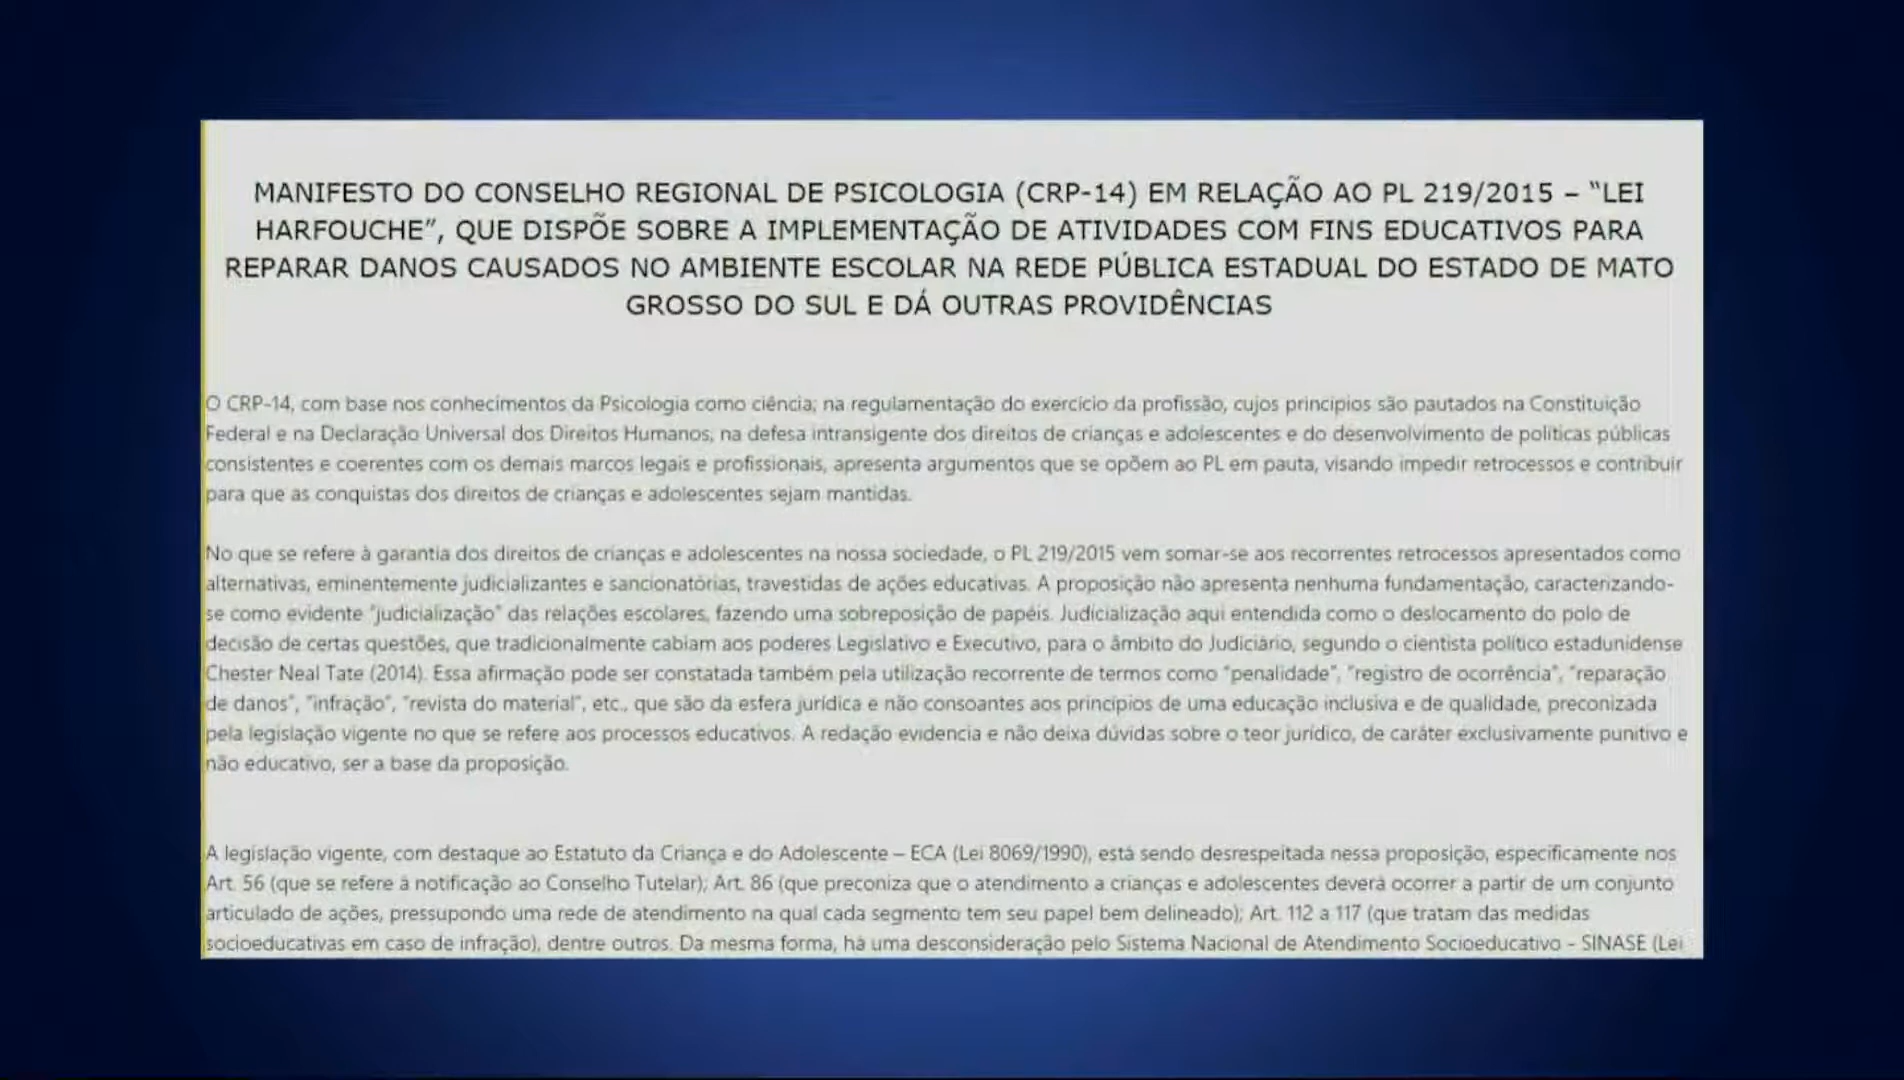 MANIFESTO DO CONSELHO REGIONAL DE PSICOLOGIA (CRP-14) EM RELAÇÃO AO PL 219/2015 – “LEI
HARFOUCHE”, QUE DISPÕE SOBRE A IMPLEMENTAÇÃO DE ATIVIDADES COM FINS EDUCATIVOS PARA
REPARAR DANOS CAUSADOS NO AMBIENTE ESCOLAR NA REDE PÚBLICA ESTADUAL DO ESTADO DE MATO
GROSSO DO SUL E DÁ OUTRAS PROVIDÊNCIAS
O CRP-14, com base nos conhecimentos da Psicologia como ciência; na regulamentação do exercício da profissão, cujos princípios são pautados na Constituição
Federal e na Declaração Universal dos Direitos Humanos, na defesa intransigente dos direitos de crianças e adolescentes e do desenvolvimento de políticas públicas
consistentes e coerentes com os demais marcos legais e profissionais, apresenta argumentos que se opõem ao PL em pauta, visando impedir retrocessos e contribuir
para que as conquistas dos direitos de crianças e adolescentes sejam mantidas.
No que se refere à garantia dos direitos de crianças e adolescentes na nossa sociedade, o PL 219/2015 vem somar-se aos recorrentes retrocessos apresentados como
alternativas, eminentemente judicializantes e sancionatórias, travestidas de ações educativas. A proposição não apresenta nenhuma fundamentação, caracterizando-
se como evidente “judicialização” das relações escolares, fazendo uma sobreposição de papéis. Judicialização aqui entendida como o deslocamento do polo de
decisão de certas questões, que tradicionalmente cabiam aos poderes Legislativo e Executivo, para o âmbito do Judiciário, segundo o cientista político estadunidense
Chester Neal Tate (2014). Essa afirmação pode ser constatada também pela utilização recorrente de termos como “penalidade”, “registro de ocorrência”, “reparação
de danos”, “infração”, “revista do material”, etc., que são da esfera jurídica e não consoantes aos princípios de uma educação inclusiva e de qualidade, preconizada
pela legislação vigente no que se refere aos processos educativos. A redação evidencia e não deixa dúvidas sobre o teor jurídico, de caráter exclusivamente punitivo e
não educativo, ser a base da proposição.
A legislação vigente, com destaque ao Estatuto da Criança e do Adolescente – ECA (Lei 8069/1990), está sendo desrespeitada nessa proposição, especificamente nos
Art. 56 (que se refere à notificação ao Conselho Tutelar); Art. 86 (que preconiza que o atendimento a crianças e adolescentes deverá ocorrer a partir de um conjunto
articulado de ações, pressupondo uma rede de atendimento na qual cada segmento tem seu papel bem delineado); Art. 112 a 117 (que tratam das medidas
socioeducativas em caso de infração), dentre outros. Da mesma forma, há uma desconsideração pelo Sistema Nacional de Atendimento Socioeducativo - SINASE (Lei